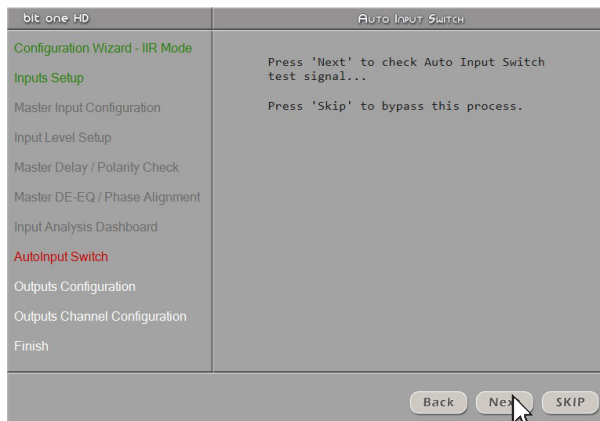 bit one HD
Auto Input Switch
Configuration Wizard - IIR Mode
Inputs Setup
Master Input Configuration
Input Level Setup
Master Delay / Polarity Check
Master DE-EQ / Phase Alignment
Input Analysis Dashboard
AutoInput Switch
Outputs Configuration
Outputs Channel Configuration
Finish
Press 'Next' to check Auto Input Switch
test signal...
Press 'Skip' to bypass this process.
Back
SKIP